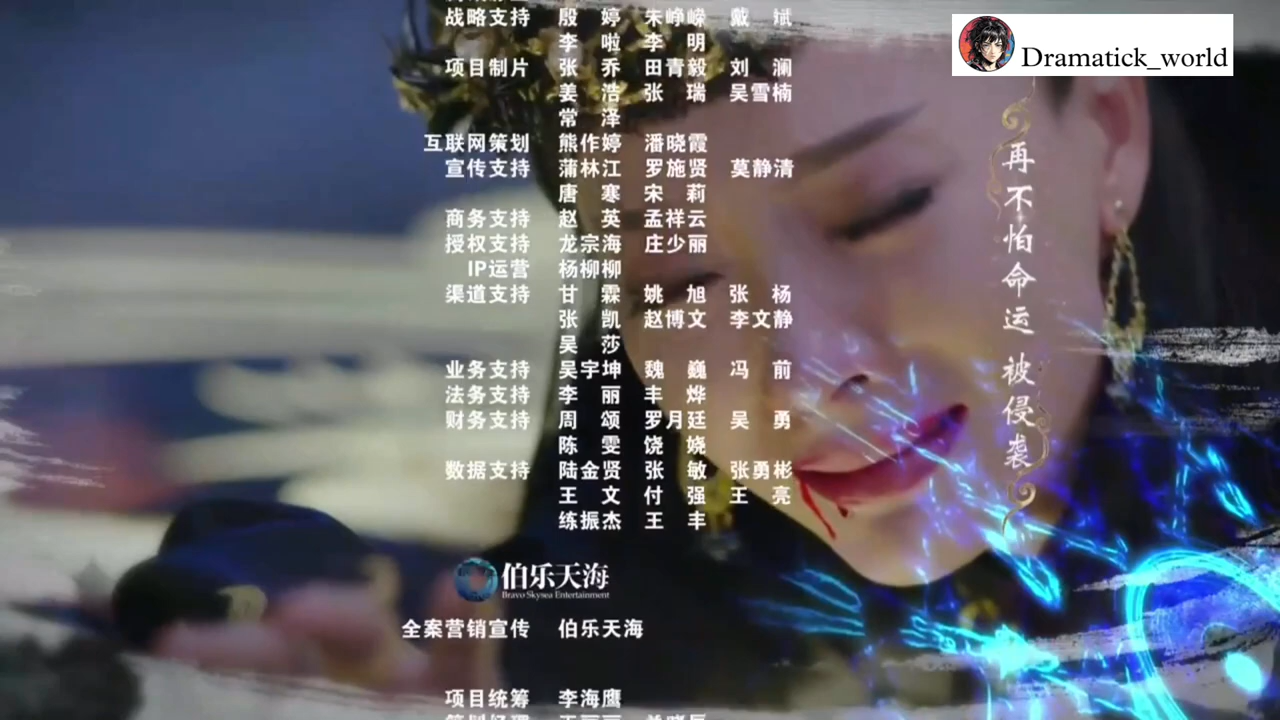 战略支持 殷 婷 朱峥嵘 戴 斌
李 啦 李 明
项目制片 张 乔 田青毅 刘 澜
姜 浩 张 瑞 吴雪楠
常 泽
互联网策划 熊作婷 潘晓霞
宣传支持 蒲林江 罗施贤 莫静清
唐 寒 宋 莉
商务支持 赵 英 孟祥云
授权支持 龙宗海 庄少丽
IP运营 杨柳柳
渠道支持 甘 霖 姚 旭 张 杨
张 凯 赵博文 李文静
吴 莎
业务支持 吴宇坤 魏 巍 冯 前
法务支持 李 丽 丰 烨
财务支持 周 颂 罗月廷 吴 勇
陈 雯 饶 娆
数据支持 陆金贤 张 敏 张勇彬
王 文 付 强 王 亮
练振杰 王 丰
伯乐天海
Bravo Skysea Entertainment
全案营销宣传 伯乐天海
项目统筹 李海鹰
Dramatick_world
再不怕命运 被侵袭